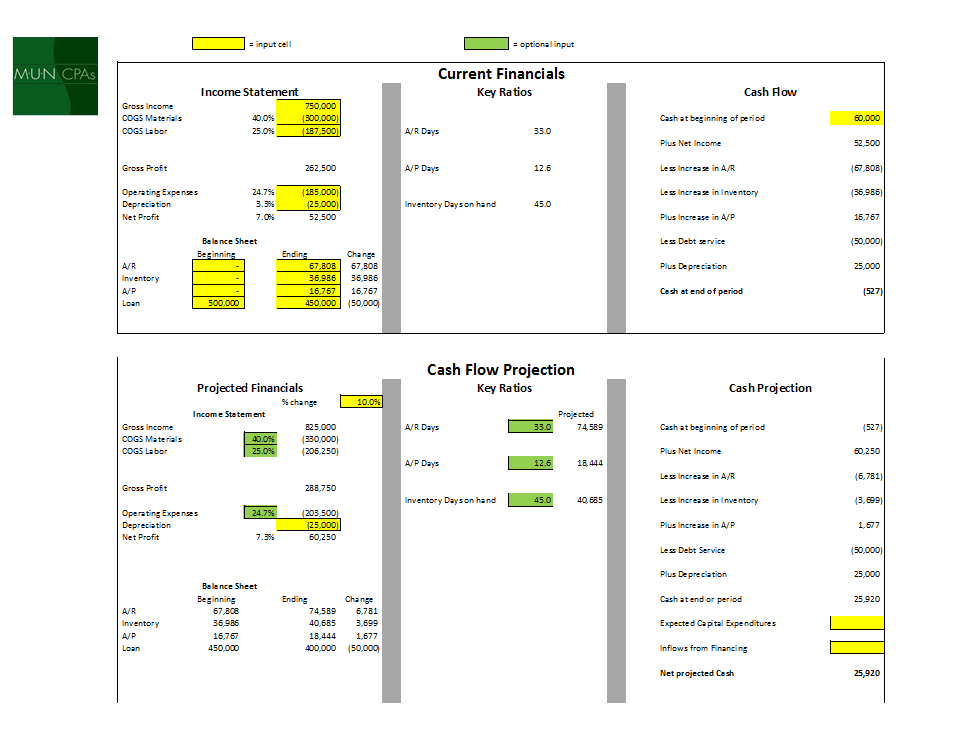 MUN CPAs
= input cell = optional input
Current Financials
Income Statement Key Ratios Cash Flow
Gross Income 750,000
COGS Materials 40.0% (300,000) Cash at beginning of period 60,000
COGS Labor 25.0% (187,500) A/R Days 33.0
Plus Net Income 52,500
Gross Profit 262,500 A/P Days 12.6 Less Increase in A/R (67,808)
Operating Expenses 24.7% (185,000) Less Increase in Inventory (36,986)
Depreciation 3.3% (25,000) Inventory Days on hand 45.0
Net Profit 7.0% 52,500 Plus Increase in A/P 16,767
Balance Sheet Less Debt service (50,000)
Beginning Ending Change
A/R - 67,808 67,808 Plus Depreciation 25,000
Inventory - 36,986 36,986
A/P - 16,767 16,767 Cash at end of period (527)
Loan 500,000 450,000 (50,000)
Cash Flow Projection
Projected Financials Key Ratios Cash Projection
% change 10.0%
Income Statement Projected
Gross Income 825,000 A/R Days 33.0 74,589 Cash at beginning of period (527)
COGS Materials 40.0% (330,000)
COGS Labor 25.0% (206,250) Plus Net Income 60,250
A/P Days 12.6 18,444
Less Increase in A/R (6,781)
Gross Profit 288,750
Inventory Days on hand 45.0 40,685 Less Increase in Inventory (3,699)
Operating Expenses 24.7% (203,500)
Depreciation (25,000) Plus Increase in A/P 1,677
Net Profit 7.3% 60,250
Less Debt Service (50,000)
Plus Depreciation 25,000
Balance Sheet
Beginning Ending Change Cash at end or period 25,920
A/R 67,808 74,589 6,781
Inventory 36,986 40,685 3,699 Expected Capital Expenditures
A/P 16,767 18,444 1,677
Loan 450,000 400,000 (50,000) Inflows from Financing
Net projected Cash 25,920